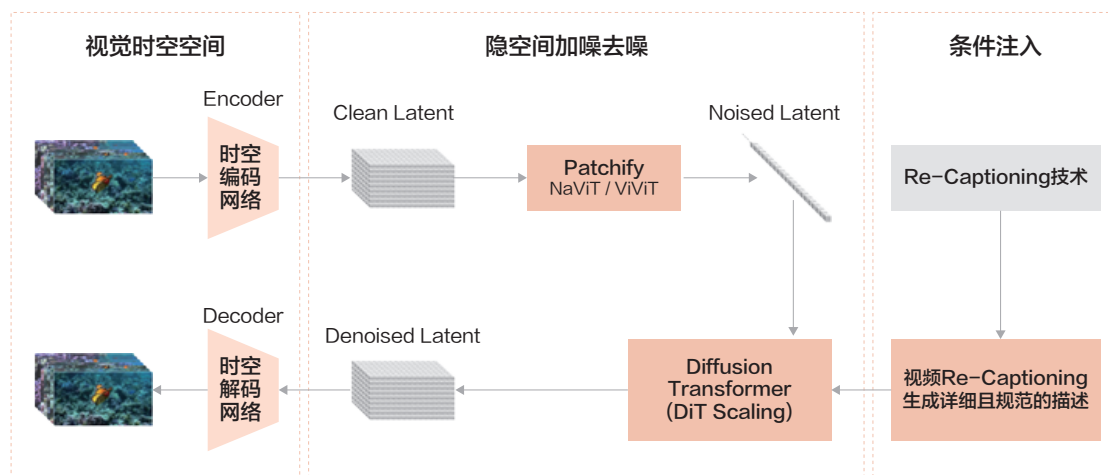 视觉时空空间
隐空间加噪去噪
条件注入
Encoder
时空
编码
网络
Clean Latent
Patchify
NaViT / ViViT
Noised Latent
Re-Captioning技术
Decoder
时空
解码
网络
Denoised Latent
Diffusion
Transformer
(DiT Scaling)
视频Re-Captioning
生成详细且规范的描述